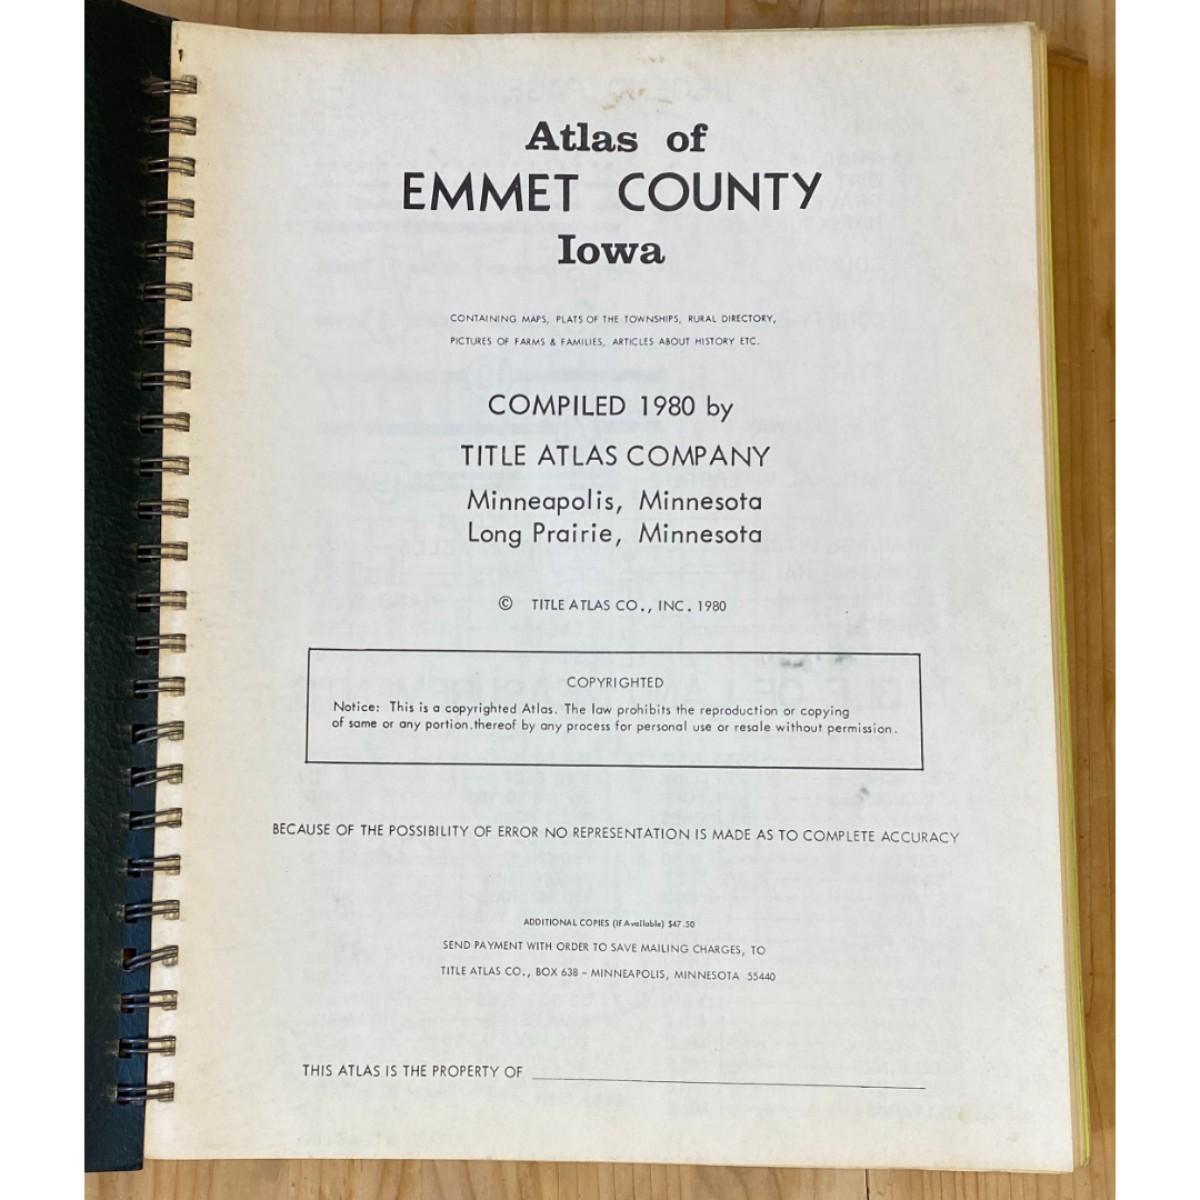 Atlas of
EMMET COUNTY
Iowa
CONTAINING MAPS, PLATS OF THE TOWNSHIPS, RURAL DIRECTORY,
PICTURES OF FARMS & FAMILIES, ARTICLES ABOUT HISTORY ETC.
COMPILED 1980 by
TITLE ATLAS COMPANY
Minneapolis, Minnesota
Long Prairie, Minnesota
© TITLE ATLAS CO., INC. 1980
COPYRIGHTED
Notice: This is a copyrighted Atlas. The law prohibits the reproduction or copying
of same or any portion.thereof by any process for personal use or resale without permission.
BECAUSE OF THE POSSIBILITY OF ERROR NO REPRESENTATION IS MADE AS TO COMPLETE ACCURACY
ADDITIONAL COPIES (If Available) $47.50
SEND PAYMENT WITH ORDER TO SAVE MAILING CHARGES, TO
TITLE ATLAS CO., BOX 638 - MINNEAPOLIS, MINNESOTA 55440
THIS ATLAS IS THE PROPERTY OF